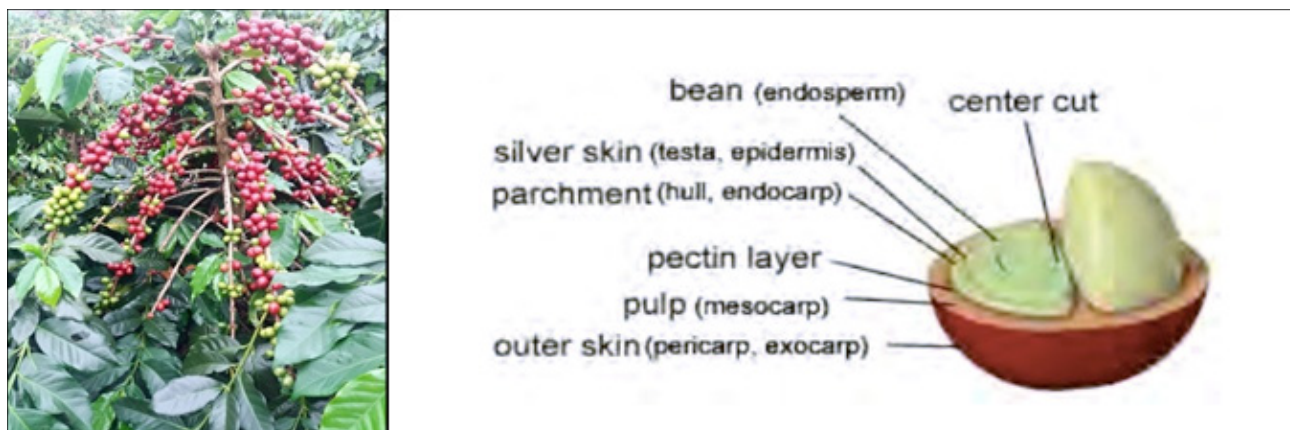 bean (endosperm)
center cut
silver skin (testa, epidermis)
parchment (hull, endocarp)
pectin layer
pulp (mesocarp)
outer skin (pericarp, exocarp)